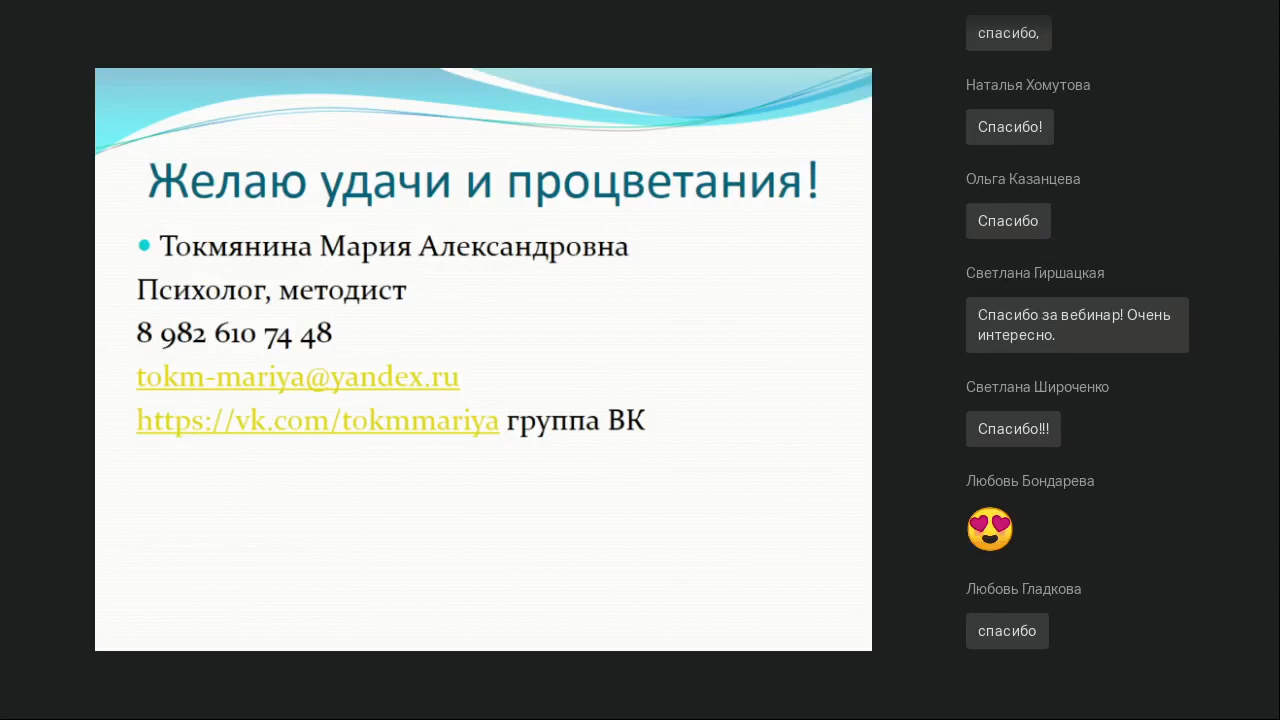 Желаю удачи и процветания!
Токмянина Мария Александровна
Психолог, методист
8 982 610 74 48
tokm-mariya@yandex.ru
https://vk.com/tokmmariya группа ВК
спасибо,
Наталья Хомутова
Спасибо!
Ольга Казанцева
Спасибо
Светлана Гиршацкая
Спасибо за вебинар! Очень
интересно.
Светлана Широченко
Спасибо!!!
Любовь Бондарева
Любовь Гладкова
спасибо